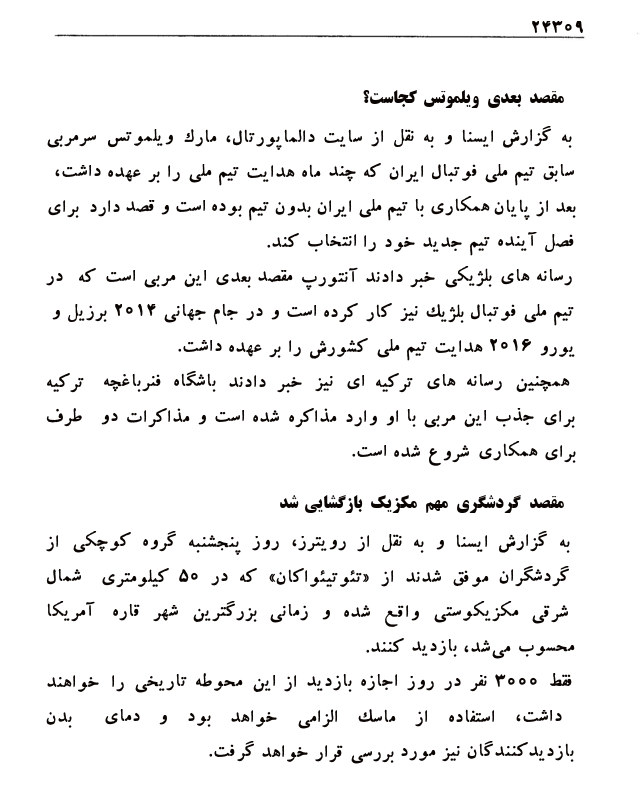 ۲۴۳۰۹
مقصد بعدی ویلموتس کجاست؟
به گزارش ایسنا و به نقل از سایت دالماپورتال، مارك ویلموتس سرمربی
سابق تیم ملی فوتبال ایران که چند ماه هدایت تیم ملی را بر عهده داشت،
بعد از پایان همکاری با تیم ملی ایران بدون تیم بوده است و قصد دارد برای
فصل آینده تیم جدید خود را انتخاب کند.
رسانه های بلژیکی خبر دادند آنتورپ مقصد بعدی این مربی است که در
تیم ملی فوتبال بلژیك نیز کار کرده است و در جام جهانی ۲۰۱۴ برزیل و
یورو ۲۰۱۶ هدایت تیم ملی کشورش را بر عهده داشت.
همچنین رسانه های ترکیه ای نیز خبر دادند باشگاه فنرباغچه ترکیه
برای جذب این مربی با او وارد مذاکره شده است و مذاکرات دو طرف
برای همکاری شروع شده است.
مقصد گردشگری مهم مکزیک بازگشایی شد
به گزارش ایسنا و به نقل از رویترز، روز پنجشنبه گروه کوچکی از
گردشگران موفق شدند از «تئوتیئواکان» که در ۵۰ کیلومتری شمال
شرقی مکزیکوستی واقع شده و زمانی بزرگترین شهر قاره آمریکا
محسوب می‌شد، بازدید کنند.
فقط ۳۰۰۰ نفر در روز اجازه بازدید از این محوطه تاریخی را خواهند
داشت، استفاده از ماسك الزامی خواهد بود و دمای بدن
بازدیدکنندگان نیز مورد بررسی قرار خواهد گرفت.